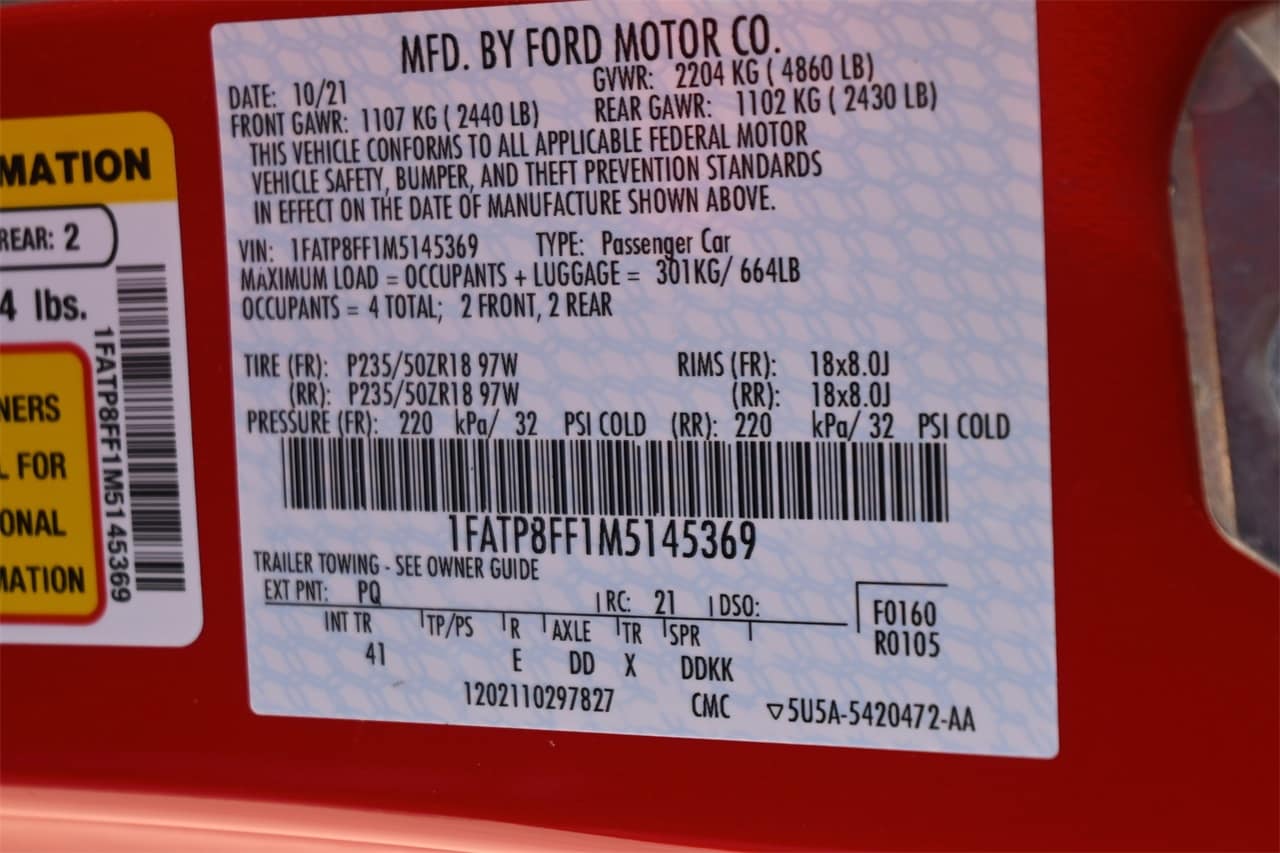 MFD. BY FORD MOTOR CO.
DATE: 10/21 GVWR: 2204 KG ( 4860 LB)
FRONT GAWR: 1107 KG ( 2440 LB) REAR GAWR: 1102 KG ( 2430 LB)
THIS VEHICLE CONFORMS TO ALL APPLICABLE FEDERAL MOTOR
VEHICLE SAFETY, BUMPER, AND THEFT PREVENTION STANDARDS
IN EFFECT ON THE DATE OF MANUFACTURE SHOWN ABOVE.
VIN: 1FATP8FF1M5145369 TYPE: Passenger Car
MAXIMUM LOAD = OCCUPANTS + LUGGAGE = 301KG/ 664LB
OCCUPANTS = 4 TOTAL; 2 FRONT, 2 REAR
TIRE (FR): P235/50ZR18 97W RIMS (FR): 18x8.0J
(RR): P235/50ZR18 97W (RR): 18x8.0J
PRESSURE (FR): 220 kPa/ 32 PSI COLD (RR): 220 kPa/ 32 PSI COLD
1FATP8FF1M5145369
TRAILER TOWING - SEE OWNER GUIDE
EXT PNT: PQ RC: 21 DSO:
F0160
R0105
INT TR TP/PS R AXLE TR SPR
41 E DD X DDKK
1202110297827 CMC ▽5U5A-5420472-AA
MATION
REAR: 2
4 lbs.
1FATP8FF1M5145369
NERS
L FOR
ONAL
MATION